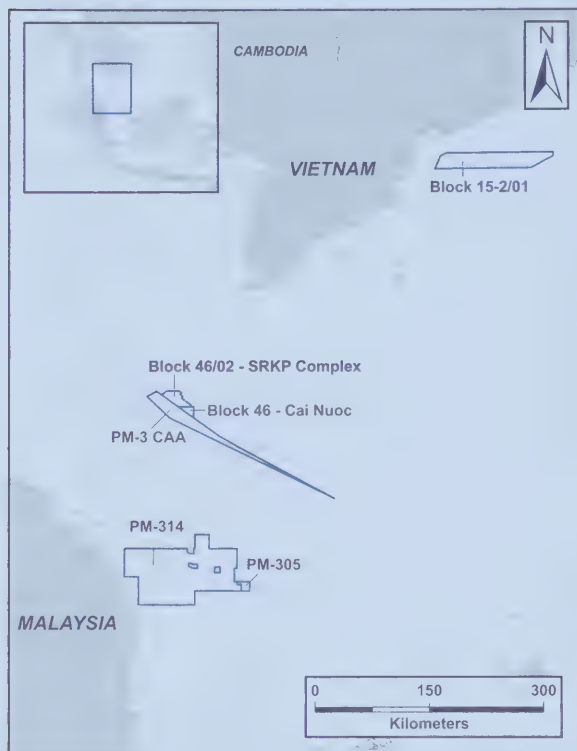 N
CAMBODIA
VIETNAM
Block 15-2/01
Block 46/02 - SRKP Complex
Block 46 - Cai Nuoc
PM-3 CAA
PM-314
PM-305
MALAYSIA
0 150 300
Kilometers